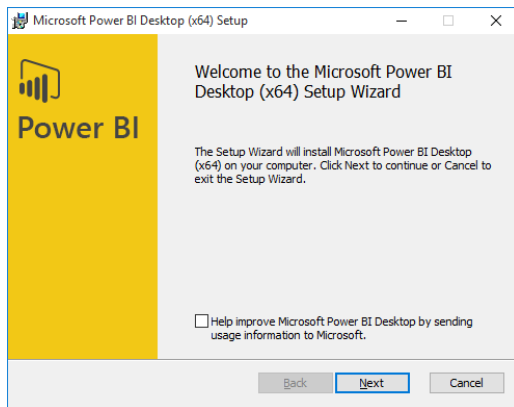 Microsoft Power BI Desktop (x64) Setup
Power BI
Welcome to the Microsoft Power BI
Desktop (x64) Setup Wizard
The Setup Wizard will install Microsoft Power BI Desktop
(x64) on your computer. Click Next to continue or Cancel to
exit the Setup Wizard.
Help improve Microsoft Power BI Desktop by sending
usage information to Microsoft.
Back Next Cancel